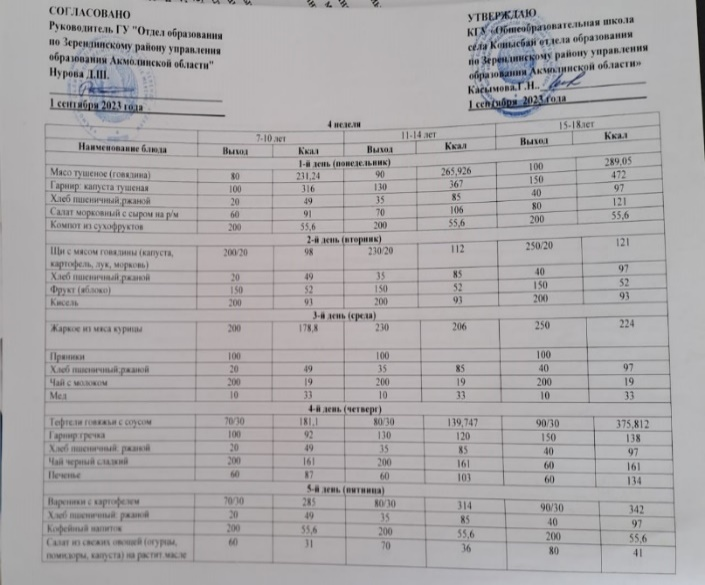 СОГЛАСОВАНО
Руководитель ГУ "Отдел образования
по Зерендинскому району управления
образования Акмолинской области"
Нурова Д.Ш.
1 сентября 2023 года
УТВЕРЖДАЮ
КГУ «Общеобразовательная школа
села Конысбай отдела образования
по Зерендинскому району управления
образования Акмолинской области»
Касымова.Г.Н..
1 сентября 2023 года
4 неделя
Наименование блюда 7-10 лет 11-14 лет 15-18лет
Выход Ккал Выход Ккал Выход Ккал
1-й день (понедельник)
Мясо тушеное (говядина) 80 231,24 90 265,926 100 289,05
Гарнир: капуста тушеная 100 316 130 367 150 472
Хлеб пшеничный,ржаной 20 49 35 85 40 97
Салат морковный с сыром на р/м 60 91 70 106 80 121
Компот из сухофруктов 200 55,6 200 55,6 200 55,6
2-й день (вторник)
Щи с мясом говядины (капуста, 200/20 98 230/20 112 250/20 121
картофель, лук, морковь)
Хлеб пшеничный,ржаной 20 49 35 85 40 97
Фрукт (яблоко) 150 52 150 52 150 52
Кисель 200 93 200 93 200 93
3-й день (среда)
Жаркое из мяса курицы 200 178,8 230 206 250 224
Пряники 100 100 100
Хлеб пшеничный,ржаной 20 49 35 85 40 97
Чай с молоком 200 19 200 19 200 19
Мед 10 33 10 33 10 33
4-й день (четверг)
Тефтели говяжьи с соусом 70/30 181,1 80/30 139,747 90/30 375,812
Гарнир:гречка 100 92 130 120 150 138
Хлеб пшеничный. ржаной 20 49 35 85 40 97
Чай черный сладкий 200 161 200 161 200 161
Печенье 60 87 60 103 60 134
5-й день (пятница)
Вареники с картофелем 70/30 285 80/30 314 90/30 342
Хлеб пшеничный. ржаной 20 49 35 85 40 97
Кофейный напиток 200 55,6 200 55,6 200 55,6
Салат из свежих овощей (огурцы, 60 31 70 36 80 41
помидоры, капуста) на растит.масле